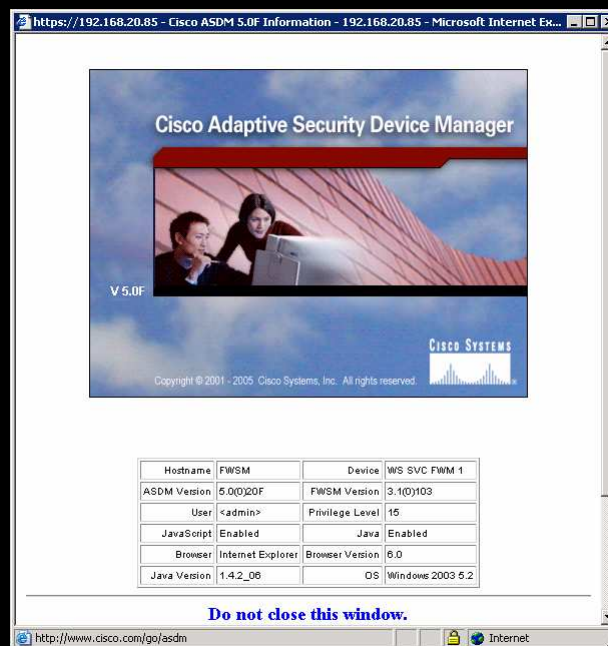 https://192.168.20.85 - Cisco ASDM 5.0F Information - 192.168.20.85 - Microsoft Internet Ex...
Cisco Adaptive Security Device Manager
V 5.0F
CISCO SYSTEMS
Copyright © 2001 - 2005 Cisco Systems, Inc. All rights reserved.
Hostname FWSM Device WS SVC FWM 1
ASDM Version 5.0(0)20F FWSM Version 3.1(0)103
User <admin> Privilege Level 15
JavaScript Enabled Java Enabled
Browser Internet Explorer Browser Version 6.0
Java Version 1.4.2_06 OS Windows 2003 5.2
Do not close this window.
http://www.cisco.com/go/asdm Internet